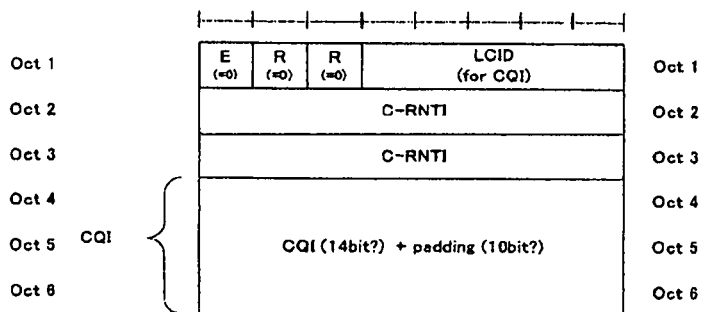 Oct 1 E R R LCID Oct 1
(=0) (=0) (=0) (for CQI)
Oct 2 C-RNTI Oct 2
Oct 3 C-RNTI Oct 3
Oct 4 Oct 4
Oct 5 CQI CQI (14bit?) + padding (10bit?) Oct 5
Oct 6 Oct 6